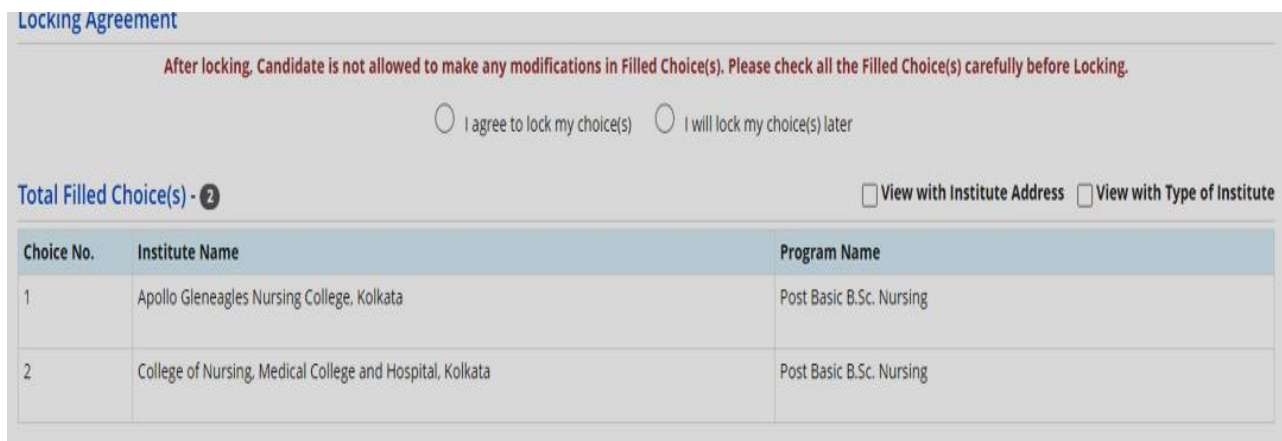 Locking Agreement
After locking, Candidate is not allowed to make any modifications in Filled Choice(s). Please check all the Filled Choice(s) carefully before Locking.
I agree to lock my choice(s) I will lock my choice(s) later
Total Filled Choice(s) - 2 View with Institute Address View with Type of Institute
Choice No. Institute Name Program Name
1 Apollo Gleneagles Nursing College, Kolkata Post Basic B.Sc. Nursing
2 College of Nursing, Medical College and Hospital, Kolkata Post Basic B.Sc. Nursing